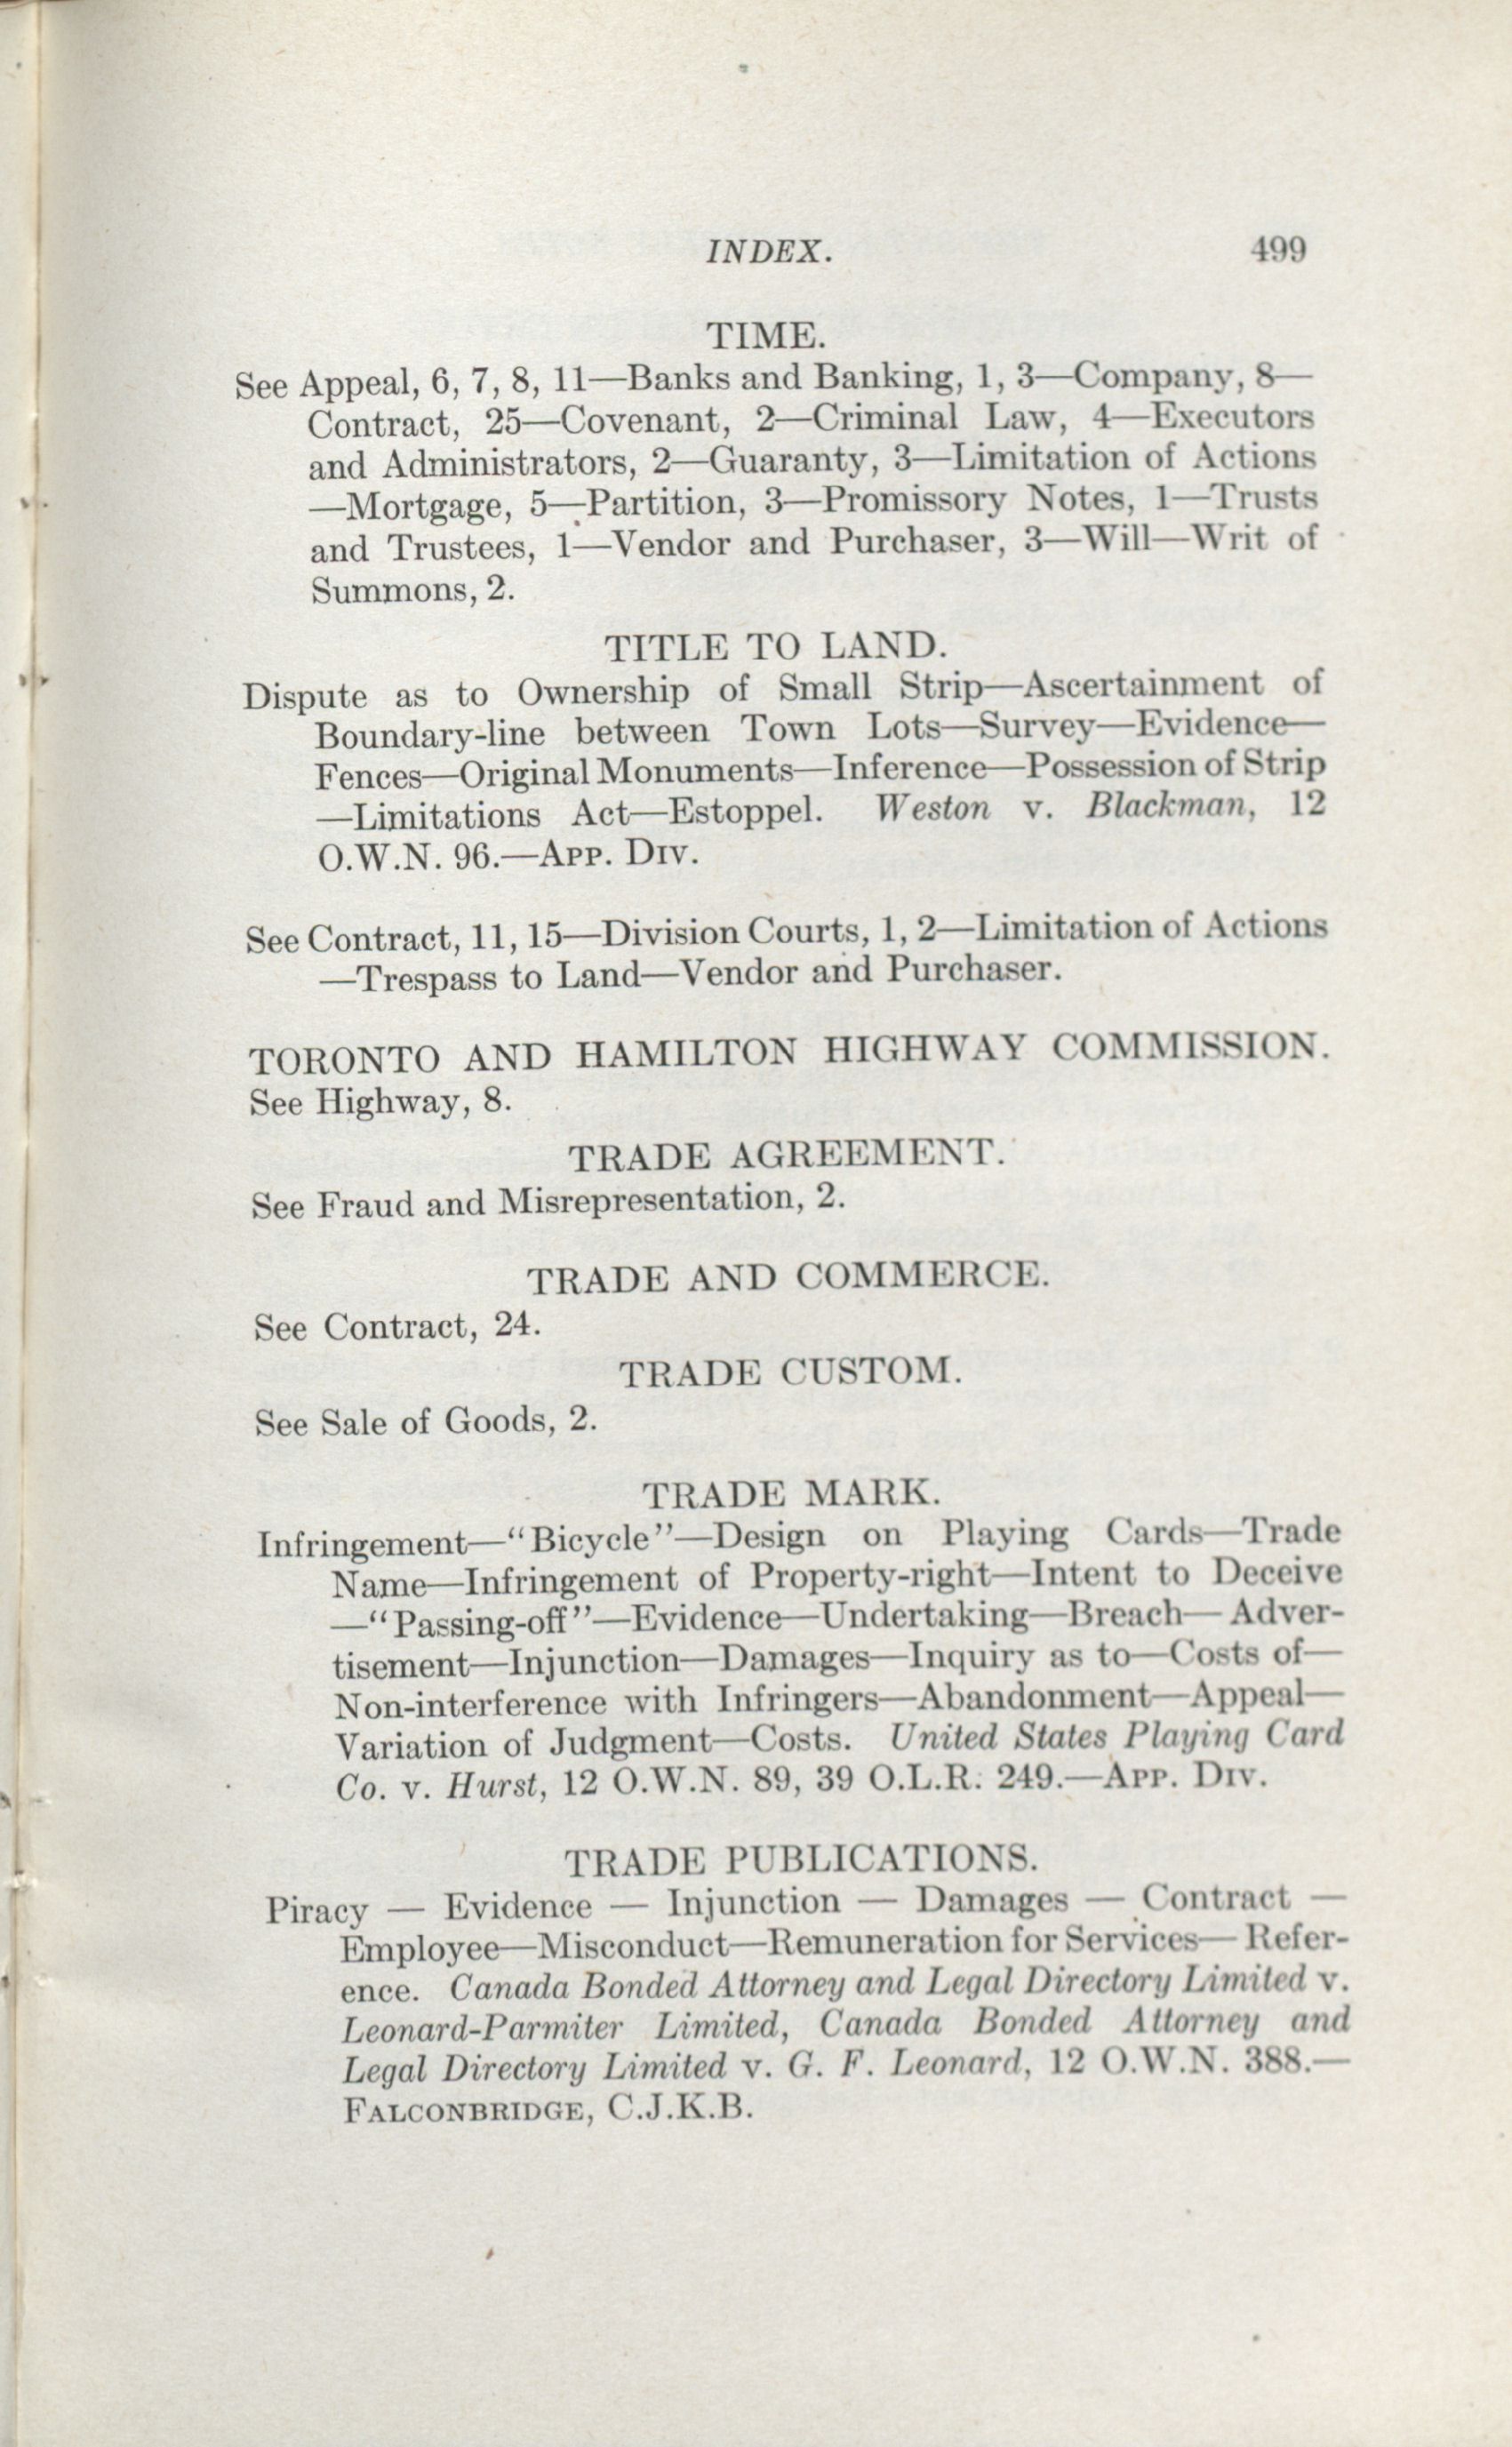 INDEX. 499
TIME.
See Appeal, 6, 7, 8, 11—Banks and Banking, 1, 3—Company, 8—
Contract, 25—Covenant, 2—Criminal Law, 4—Executors
and Administrators, 2—Guaranty, 3—Limitation of Actions
—Mortgage, 5—Partition, 3—Promissory Notes, 1—Trusts
and Trustees, 1—Vendor and Purchaser, 3—Will—Writ of
Summons, 2.
TITLE TO LAND.
Dispute as to Ownership of Small Strip—Ascertainment of
Boundary-line between Town Lots—Survey—Evidence—
Fences—Original Monuments—Inference—Possession of Strip
—Limitations Act—Estoppel. Weston v. Blackman, 12
O.W.N. 96.—App. Div.
See Contract, 11, 15—Division Courts, 1, 2—Limitation of Actions
—Trespass to Land—Vendor and Purchaser.
TORONTO AND HAMILTON HIGHWAY COMMISSION.
See Highway, 8.
TRADE AGREEMENT.
See Fraud and Misrepresentation, 2.
TRADE AND COMMERCE.
See Contract, 24.
TRADE CUSTOM.
See Sale of Goods, 2.
TRADE MARK.
Infringement—"Bicycle"—Design on Playing Cards—Trade
Name—Infringement of Property-right—Intent to Deceive
—"Passing-off"—Evidence—Undertaking—Breach—Adver-
tisement—Injunction—Damages—Inquiry as to—Costs of—
Non-interference with Infringers—Abandonment—Appeal—
Variation of Judgment—Costs. United States Playing Card
Co. v. Hurst, 12 O.W.N. 89, 39 O.L.R. 249.—App. Div.
TRADE PUBLICATIONS.
Piracy — Evidence — Injunction — Damages — Contract —
Employee—Misconduct—Remuneration for Services—Refer-
ence. Canada Bonded Attorney and Legal Directory Limited v.
Leonard-Parmiter Limited, Canada Bonded Attorney and
Legal Directory Limited v. G. F. Leonard, 12 O.W.N. 388.—
FALCONBRIDGE, C.J.K.B.